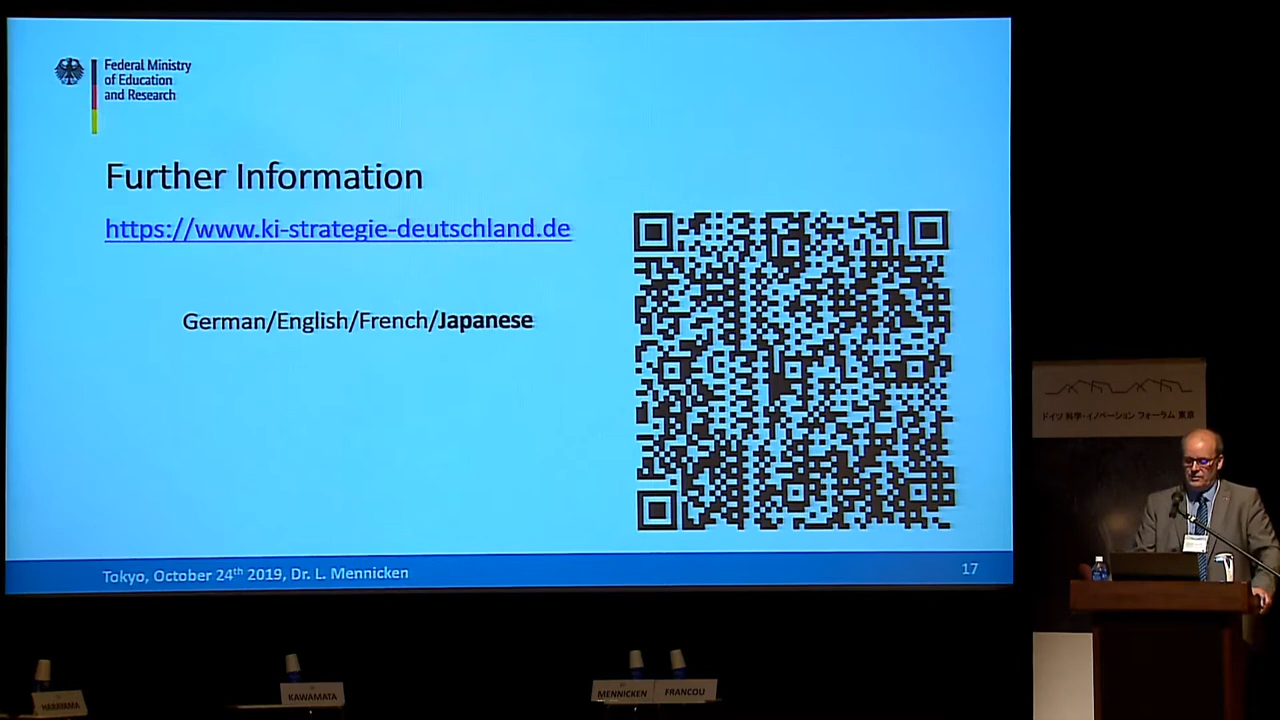 Federal Ministry
of Education
and Research
Further Information
https://www.ki-strategie-deutschland.de
German/English/French/Japanese
Tokyo, October 24th 2019, Dr. L. Mennicken
17
ドイツ 科学・イノベーション フォーラム 東京
HARAYAMA
KAWAMATA
MENNICKEN
FRANCOU